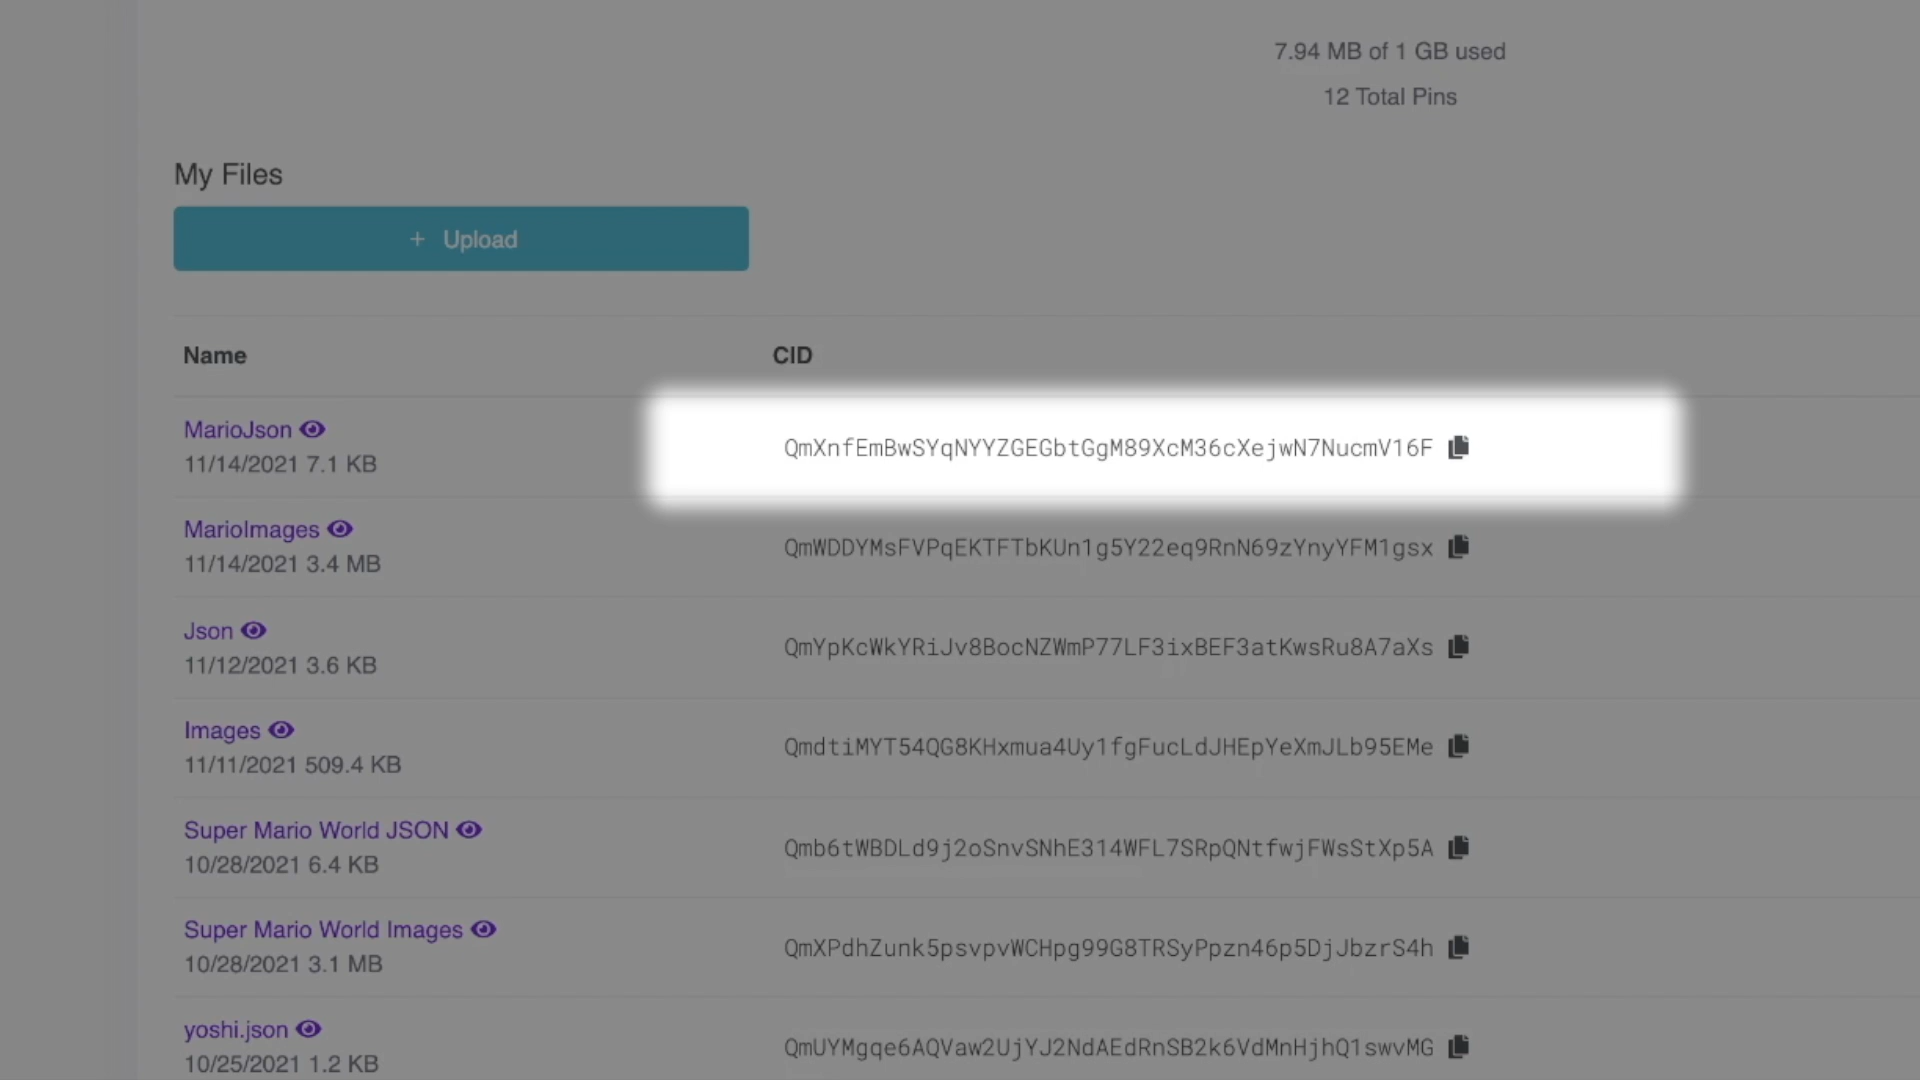 7.94 MB of 1 GB used
12 Total Pins
My Files
+ Upload
Name CID
MarioJson
11/14/2021 7.1 KB
QmXnfEmBwSYqNYYZGEGbtGgM89XcM36cXejwN7NucmV16F
MarioImages
11/14/2021 3.4 MB
QmWDDYMsFVPqEKTFTbKUn1g5Y22eq9RnN69zYnyYFM1gsx
Json
11/12/2021 3.6 KB
QmYpKcWkYRiJv8BocNZWmP77LF3ixBEF3atKwsRu8A7aXs
Images
11/11/2021 509.4 KB
QmdtiMYT54QG8KHxmua4Uy1fgFucLdJHEpYeXmJLb95EMe
Super Mario World JSON
10/28/2021 6.4 KB
Qmb6tWBDLd9j2oSnvSNhE314WFL7SRpQNtfwjFWsStXp5A
Super Mario World Images
10/28/2021 3.1 MB
QmXPdhZunk5psvpvWCHpg99G8TRSyPpzn46p5DjJbzrS4h
yoshi.json
10/25/2021 1.2 KB
QmUYMgqe6AQVaw2UjYJ2NdAEdRnSB2k6VdMnHjhQ1swvMG